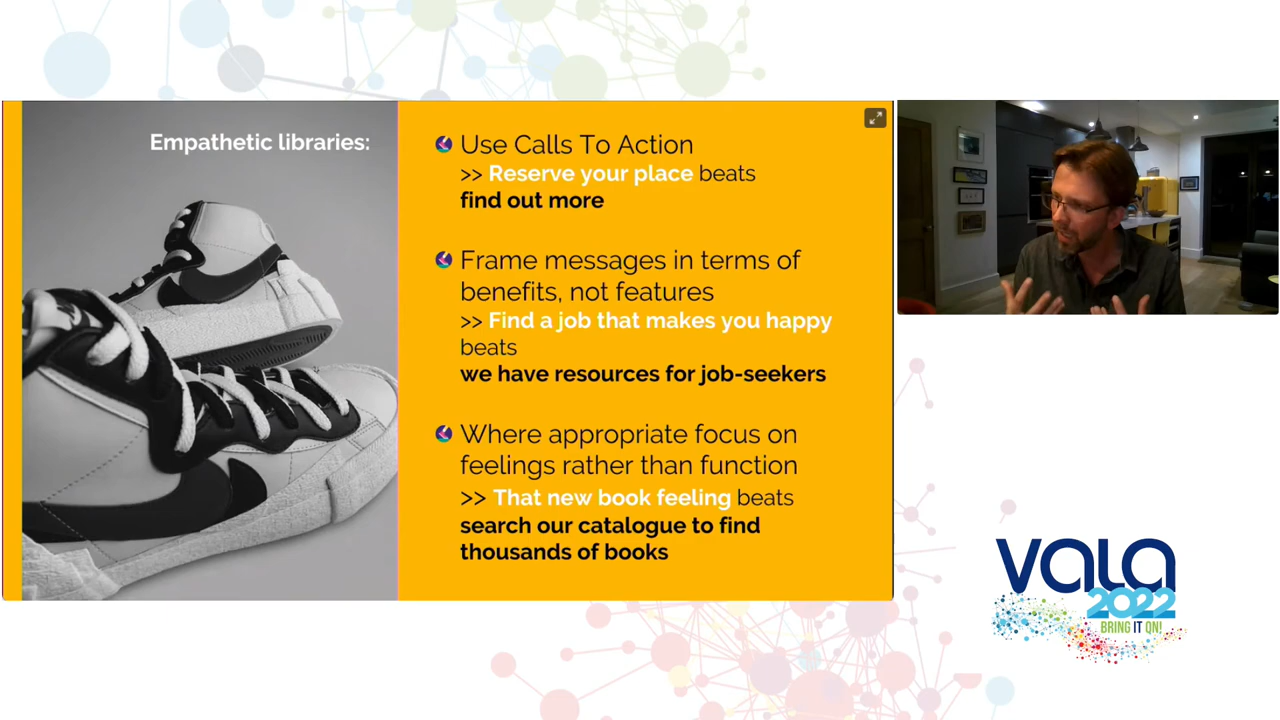 Empathetic libraries:
Use Calls To Action
>> Reserve your place beats
find out more
Frame messages in terms of
benefits, not features
>> Find a job that makes you happy
beats
we have resources for job-seekers
Where appropriate focus on
feelings rather than function
>> That new book feeling beats
search our catalogue to find
thousands of books
VALA
2022
BRING IT ON!